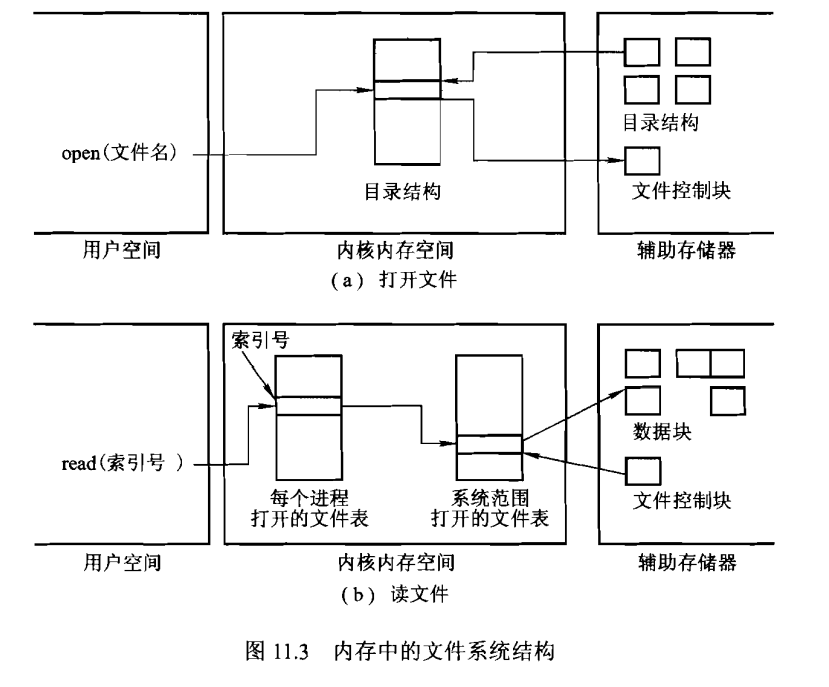 open(文件名)
目录结构
目录结构
文件控制块
用户空间
内核内存空间
辅助存储器
(a) 打开文件
索引号
read(索引号 )
每个进程
打开的文件表
系统范围
打开的文件表
数据块
文件控制块
用户空间
内核内存空间
辅助存储器
(b) 读文件
图 11.3 内存中的文件系统结构